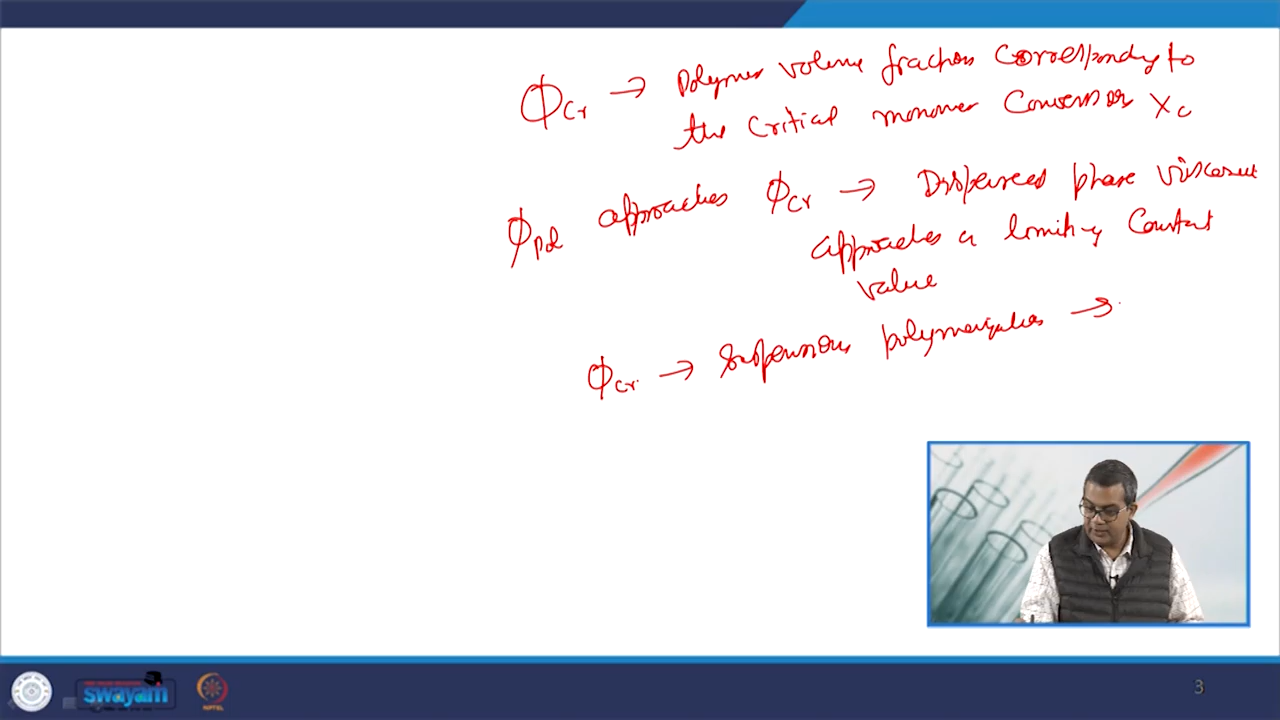 ϕcr → Polymer volume fraction Corresponding to
the Critical monomer Conversion Xc
ϕpol approaches ϕcr → Dispersed phase viscosity
approaches a limiting Constant
value
ϕcr → Suspension polymerization →
swayam
3